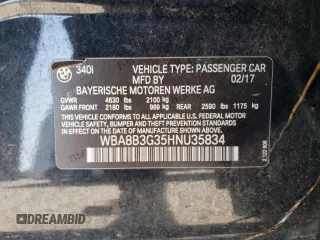 340I
VEHICLE TYPE: PASSENGER CAR
02/17
BAYERISCHE MOTOREN WERKE AG
GVWR 4630 lbs 2100 kg
GAWR FRONT 2180 lbs 989 kg REAR 2590 lbs 1175 kg
THIS VEHICLE CONFORMS TO ALL APPLICABLE U.S. FEDERAL MOTOR
VEHICLE SAFETY, BUMPER, AND THEFT PREVENTION STANDARDS IN
EFFECT ON THE DATE OF MANUFACTURE SHOWN ABOVE.
WBA8B3G35HNU35834
DREAMBID